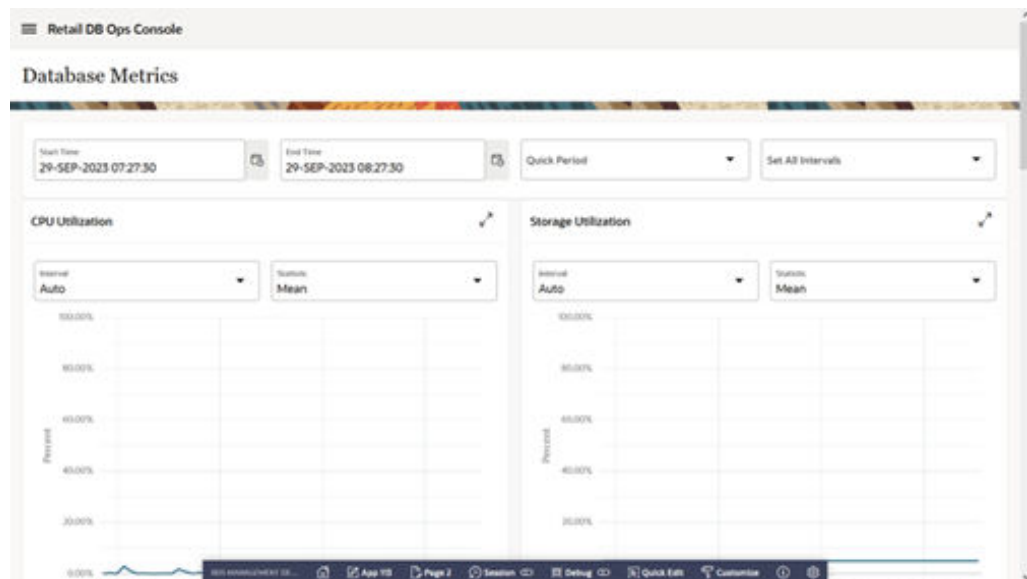 Retail DB Ops Console
Database Metrics
Start Time
29-SEP-2023 07:27:30
End Time
29-SEP-2023 08:27:30
Quick Period
Set All Intervals
CPU Utilization
Storage Utilization
Interval
Auto
Statistic
Mean
Interval
Auto
Statistic
Mean
100.00%
80.00%
60.00%
40.00%
20.00%
0.00%
Percent
100.00%
80.00%
60.00%
40.00%
20.00%
Percent
App 113
Page 2
Session
Debug
Quick Edit
Customize